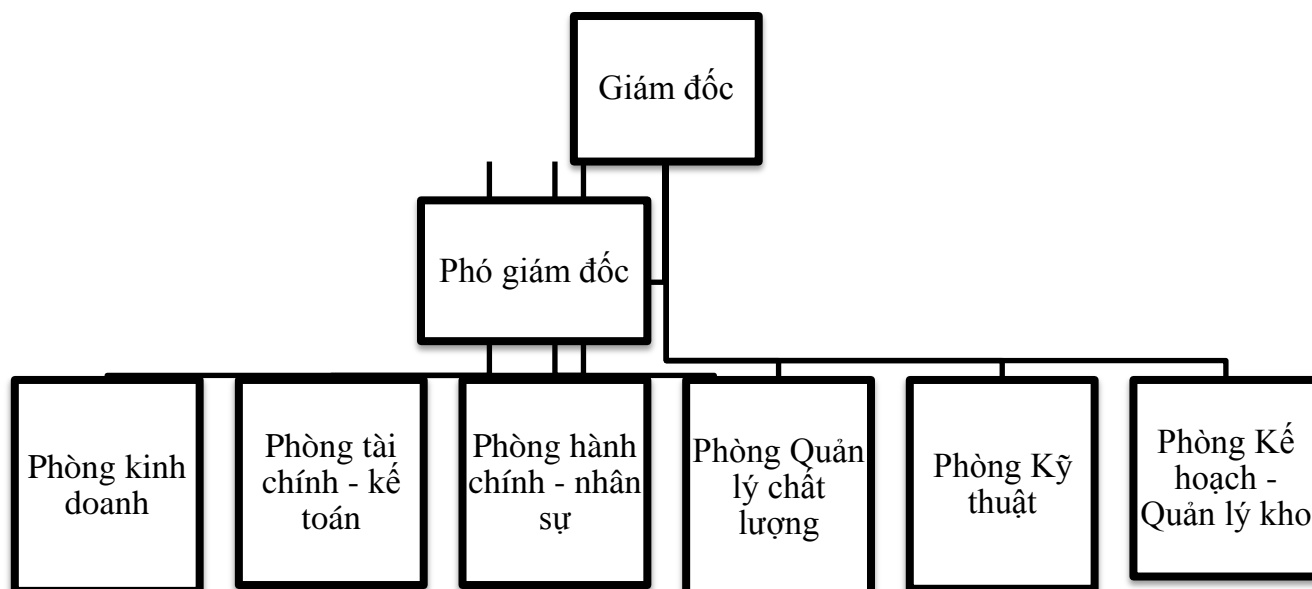 Giám đốc
Phó giám đốc
Phòng kinh
doanh
Phòng tài
chính - kế
toán
Phòng hành
chính - nhân
sự
Phòng Quản
lý chất
lượng
Phòng Kỹ
thuật
Phòng Kế
hoạch -
Quản lý kho